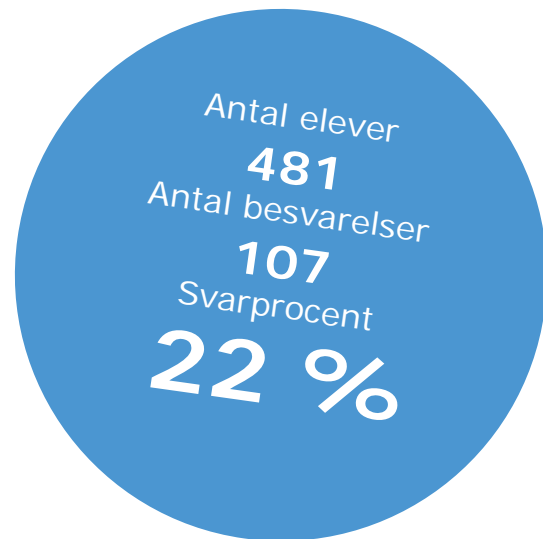 Antal elever
481
Antal besvarelser
107
Svarprocent
22 %